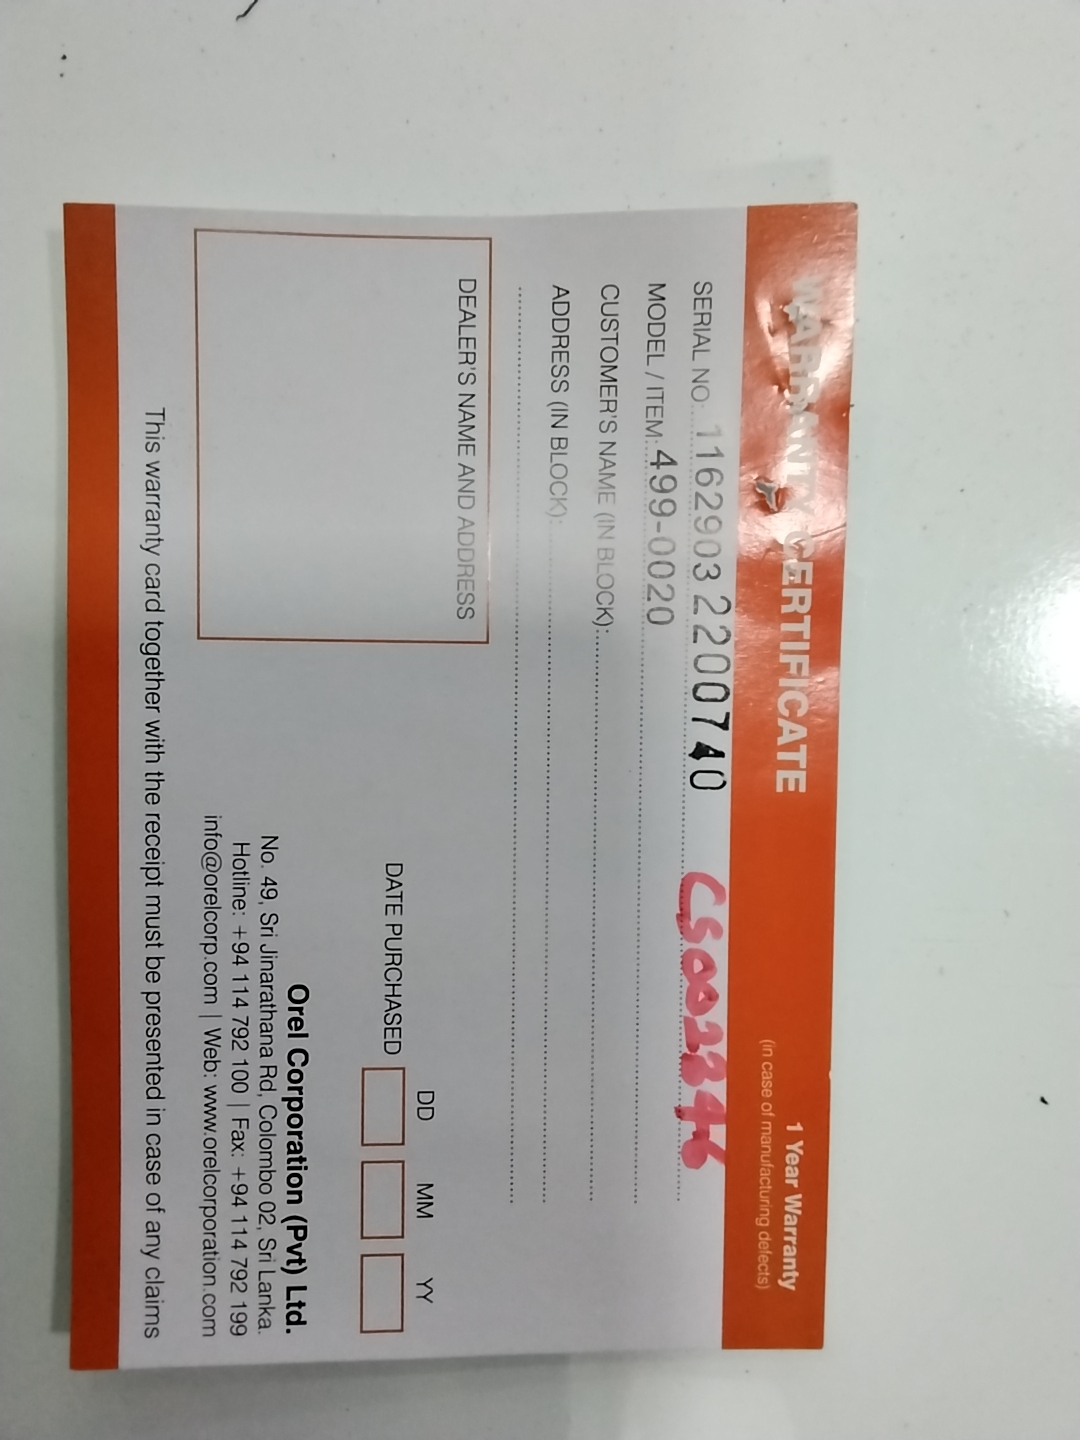 WARRANTY CERTIFICATE
1 Year Warranty
(in case of manufacturing defects)
SERIAL NO: 1162903 2200740 CS002346
MODEL / ITEM: 499-0020
CUSTOMER'S NAME (IN BLOCK):
ADDRESS (IN BLOCK):
DEALER'S NAME AND ADDRESS
DD MM YY
DATE PURCHASED
Orel Corporation (Pvt) Ltd.
No. 49, Sri Jinarathana Rd, Colombo 02, Sri Lanka.
Hotline: +94 114 792 100 | Fax: +94 114 792 199
info@orelcorp.com | Web: www.orelcorporation.com
This warranty card together with the receipt must be presented in case of any claims